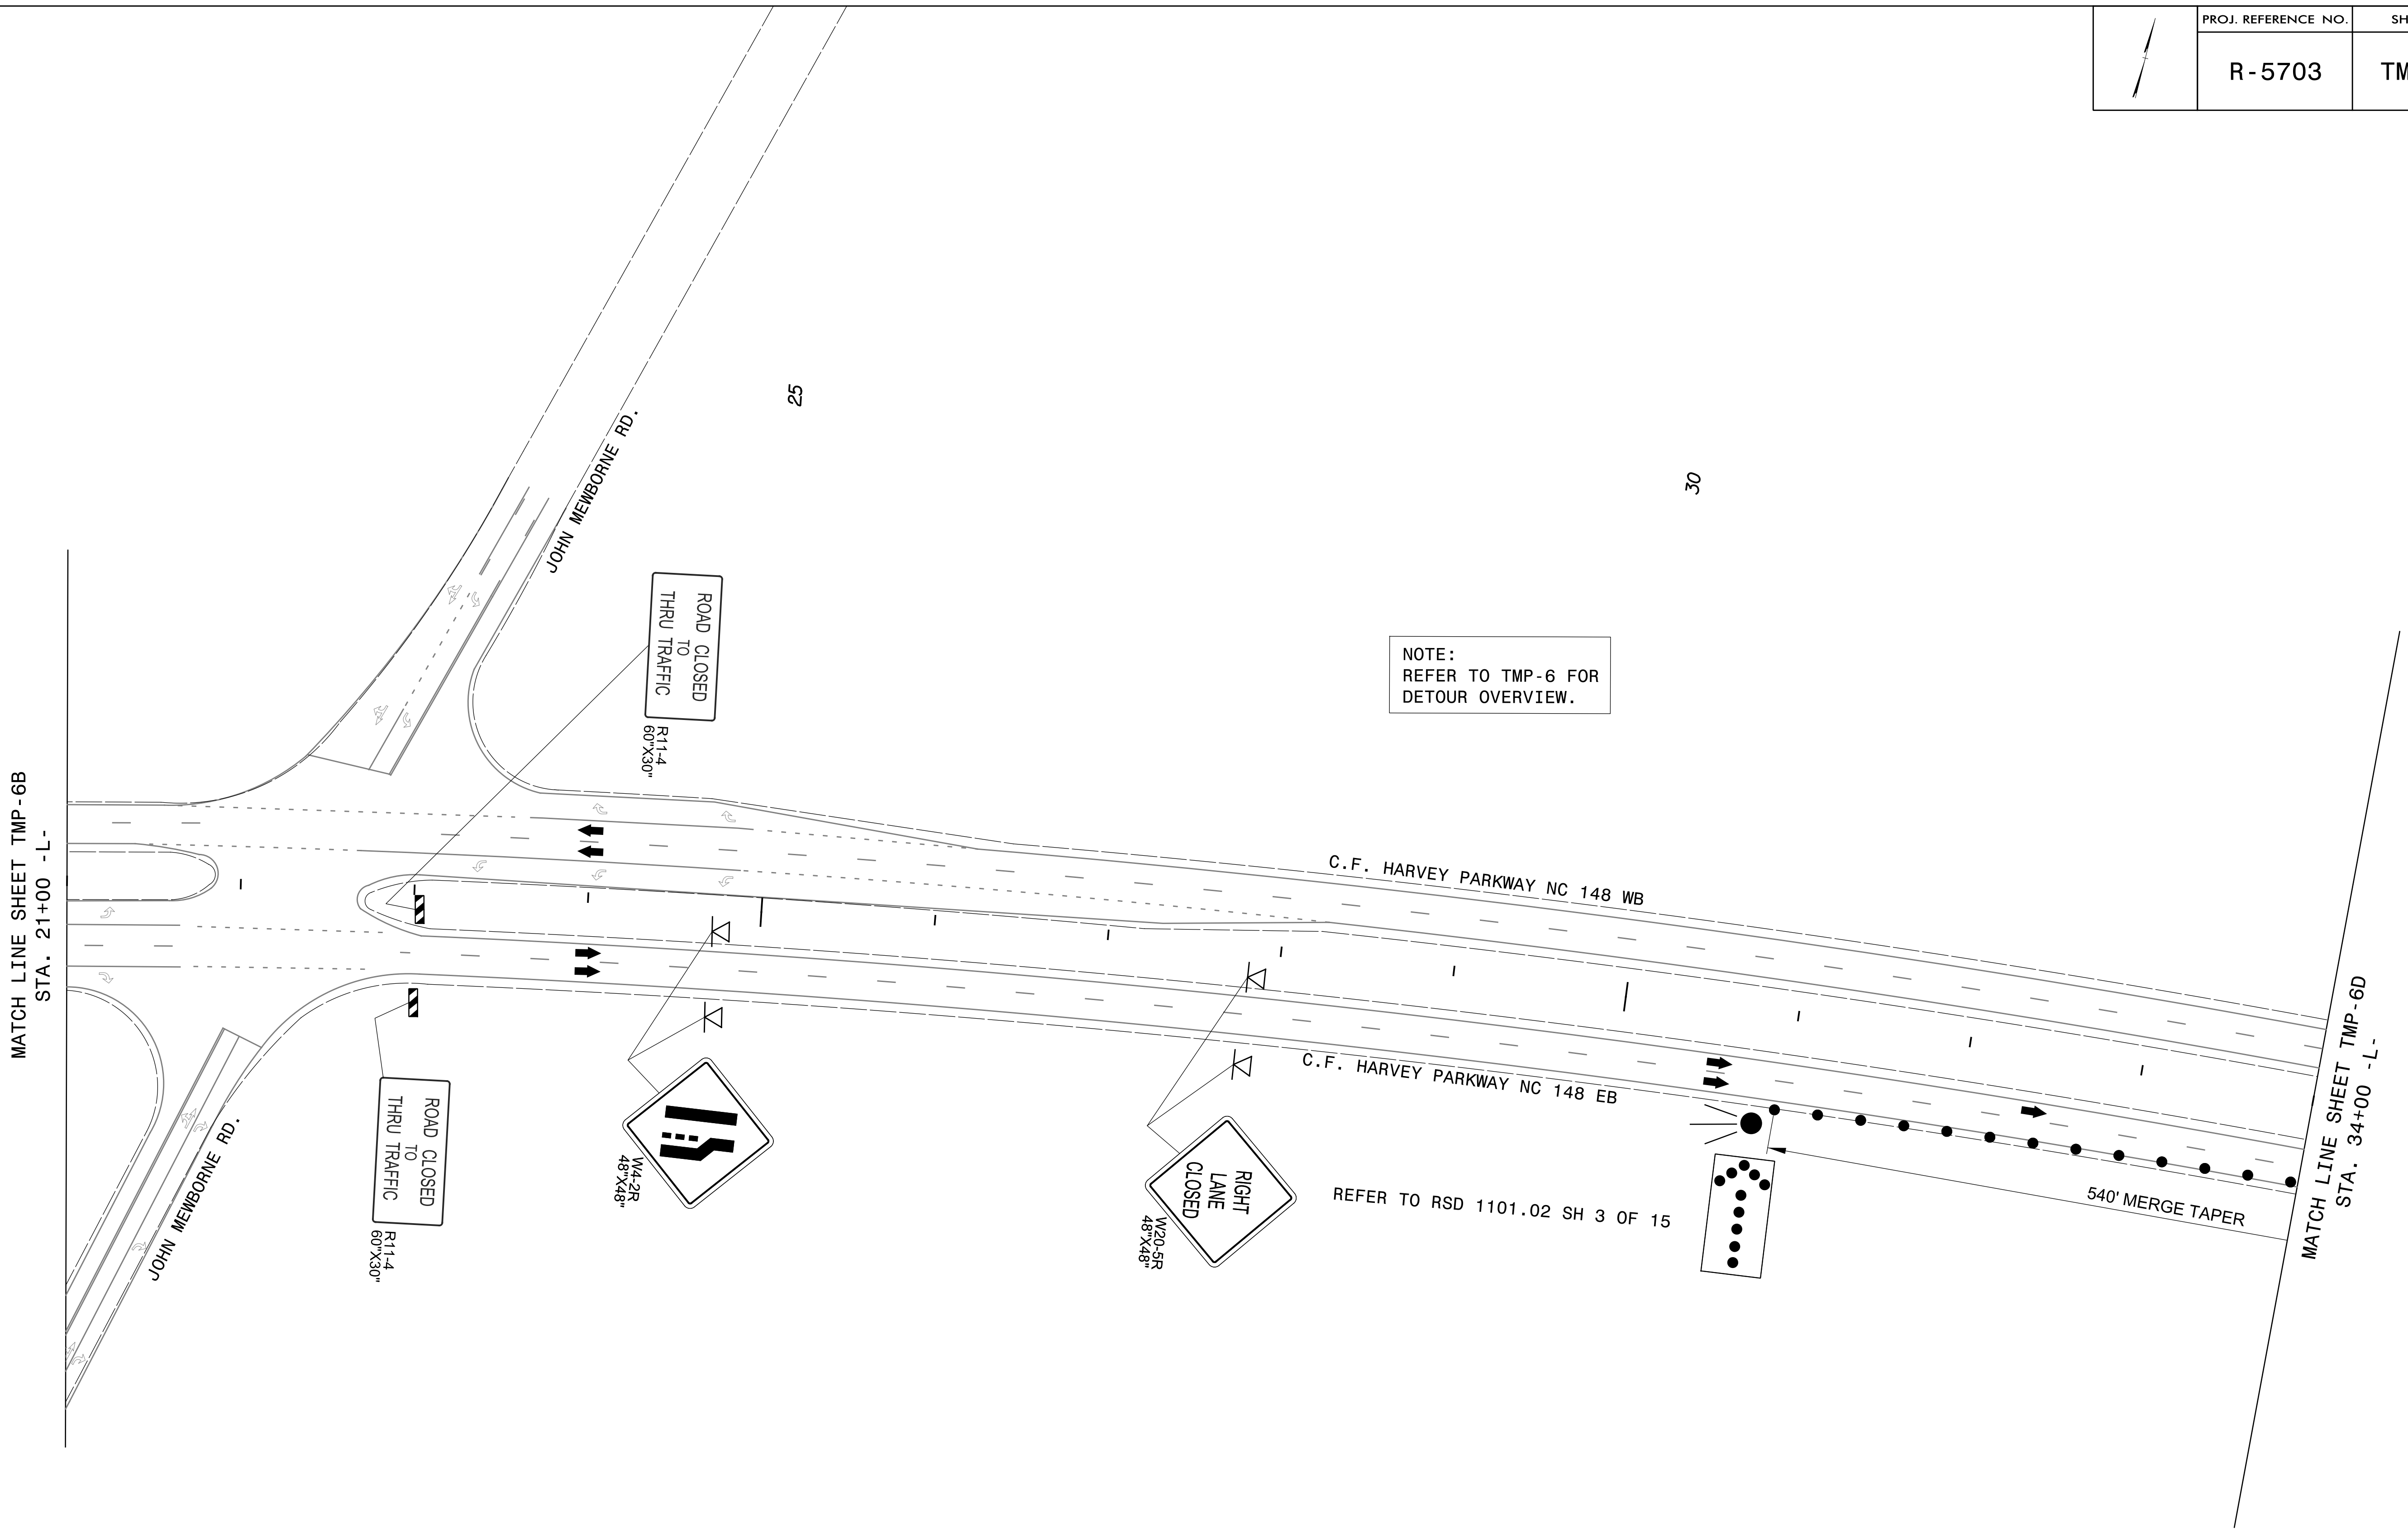 PROJ. REFERENCE NO.
SH
R-5703
TM
25
30
JOHN MEWBORNE RD.
ROAD CLOSED
TO
THRU TRAFFIC
R11-4
60"X30"
NOTE:
REFER TO TMP-6 FOR
DETOUR OVERVIEW.
MATCH LINE SHEET TMP-6B
STA. 21+00 -L-
C.F. HARVEY PARKWAY NC 148 WB
C.F. HARVEY PARKWAY NC 148 EB
JOHN MEWBORNE RD.
ROAD CLOSED
TO
THRU TRAFFIC
R11-4
60"X30"
W4-2R
48"X48"
RIGHT
LANE
CLOSED
W20-5R
48"X48"
REFER TO RSD 1101.02 SH 3 OF 15
540' MERGE TAPER
MATCH LINE SHEET TMP-6D
STA. 34+00 -L-